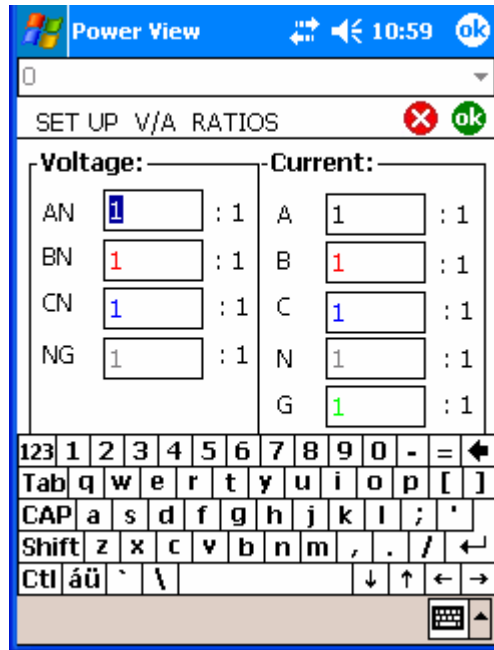 Power View 10:59 ok
0
SET UP V/A RATIOS ok
Voltage: Current:
AN 1 : 1 A 1 : 1
BN 1 : 1 B 1 : 1
CN 1 : 1 C 1 : 1
NG 1 : 1 N 1 : 1
G 1 : 1
123 1 2 3 4 5 6 7 8 9 0 - = 
Tab q w e r t y u i o p [ ]
CAP a s d f g h j k l ; '
Shift z x c v b n m , . /
Ctl áü ` \ ↓ ↑ ← →